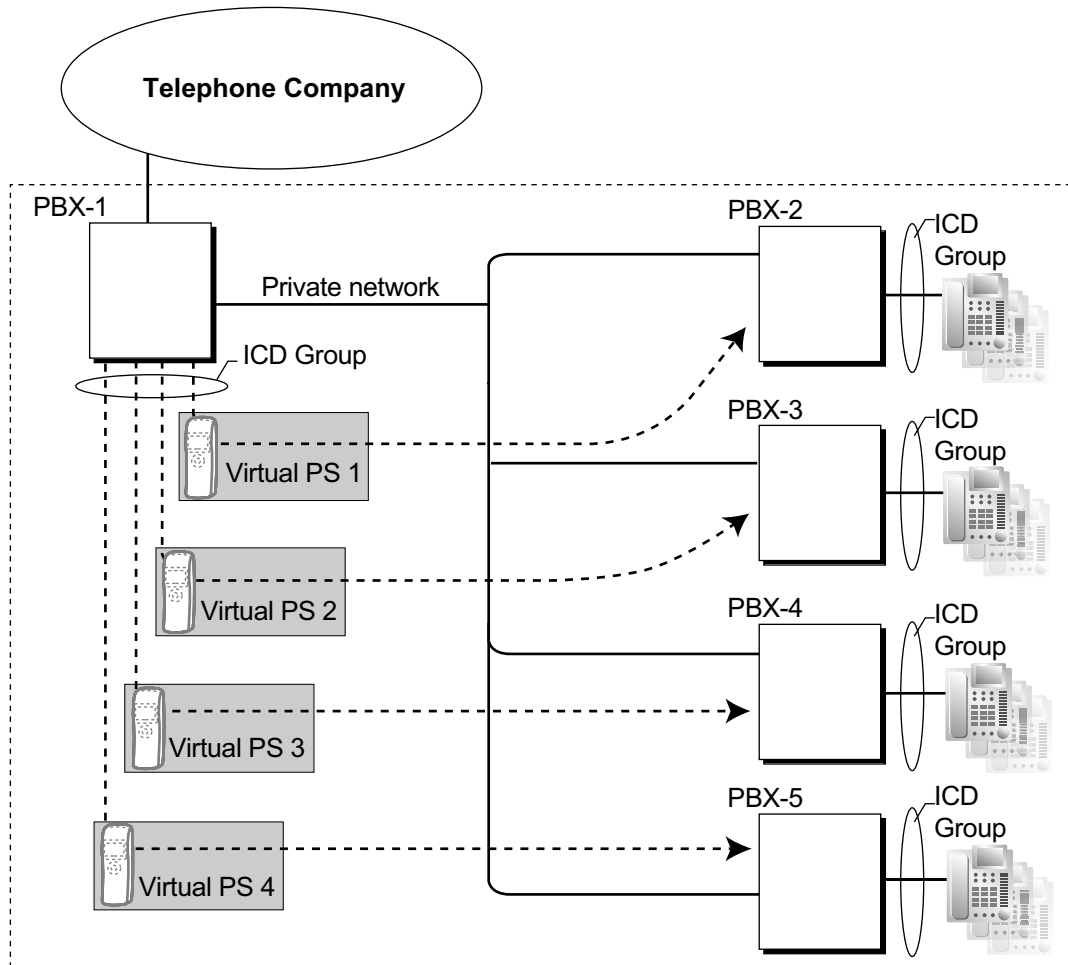 Telephone Company
PBX-1
Private network
ICD Group
Virtual PS 1
Virtual PS 2
Virtual PS 3
Virtual PS 4
PBX-2
ICD
Group
PBX-3
ICD
Group
PBX-4
ICD
Group
PBX-5
ICD
Group